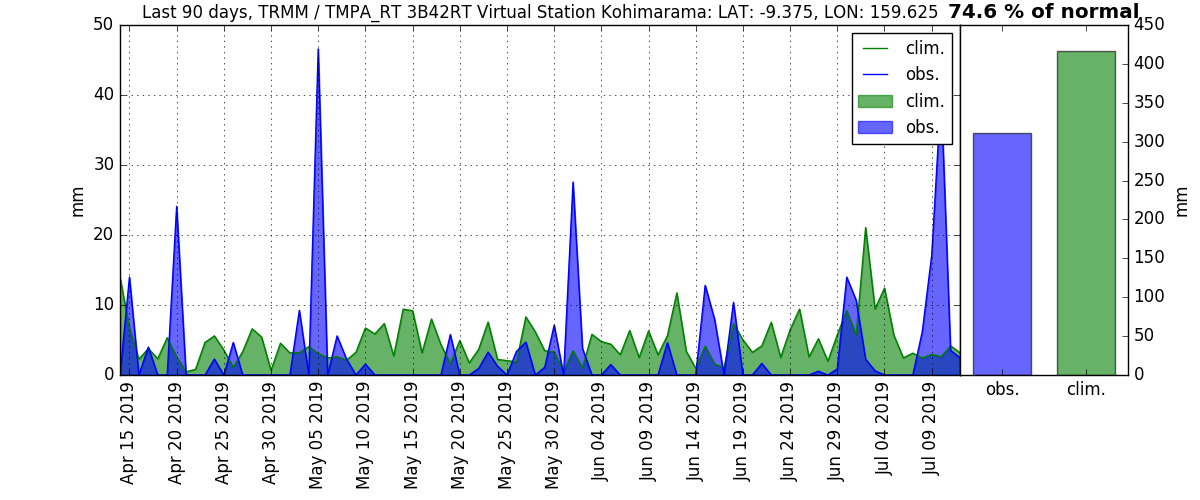 Last 90 days, TRMM / TMPA_RT 3B42RT Virtual Station Kohimarama: LAT: -9.375, LON: 159.625
74.6 % of normal
50
40
30
20
10
0
mm
clim.
obs.
clim.
obs.
Apr 15 2019
Apr 20 2019
Apr 25 2019
Apr 30 2019
May 05 2019
May 10 2019
May 15 2019
May 20 2019
May 25 2019
May 30 2019
Jun 04 2019
Jun 09 2019
Jun 14 2019
Jun 19 2019
Jun 24 2019
Jun 29 2019
Jul 04 2019
Jul 09 2019
450
400
350
300
250
200
150
100
50
0
mm
obs.
clim.